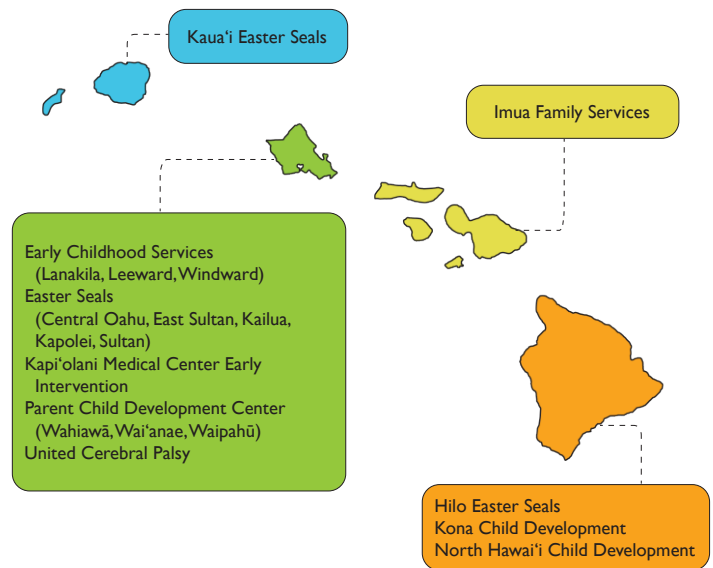 Kaua‘i Easter Seals
Imua Family Services
Early Childhood Services
(Lanakila, Leeward, Windward)
Easter Seals
(Central Oahu, East Sultan, Kailua,
Kapolei, Sultan)
Kapi‘olani Medical Center Early
Intervention
Parent Child Development Center
(Wahiawā, Wai‘anae, Waipahū)
United Cerebral Palsy
Hilo Easter Seals
Kona Child Development
North Hawai‘i Child Development